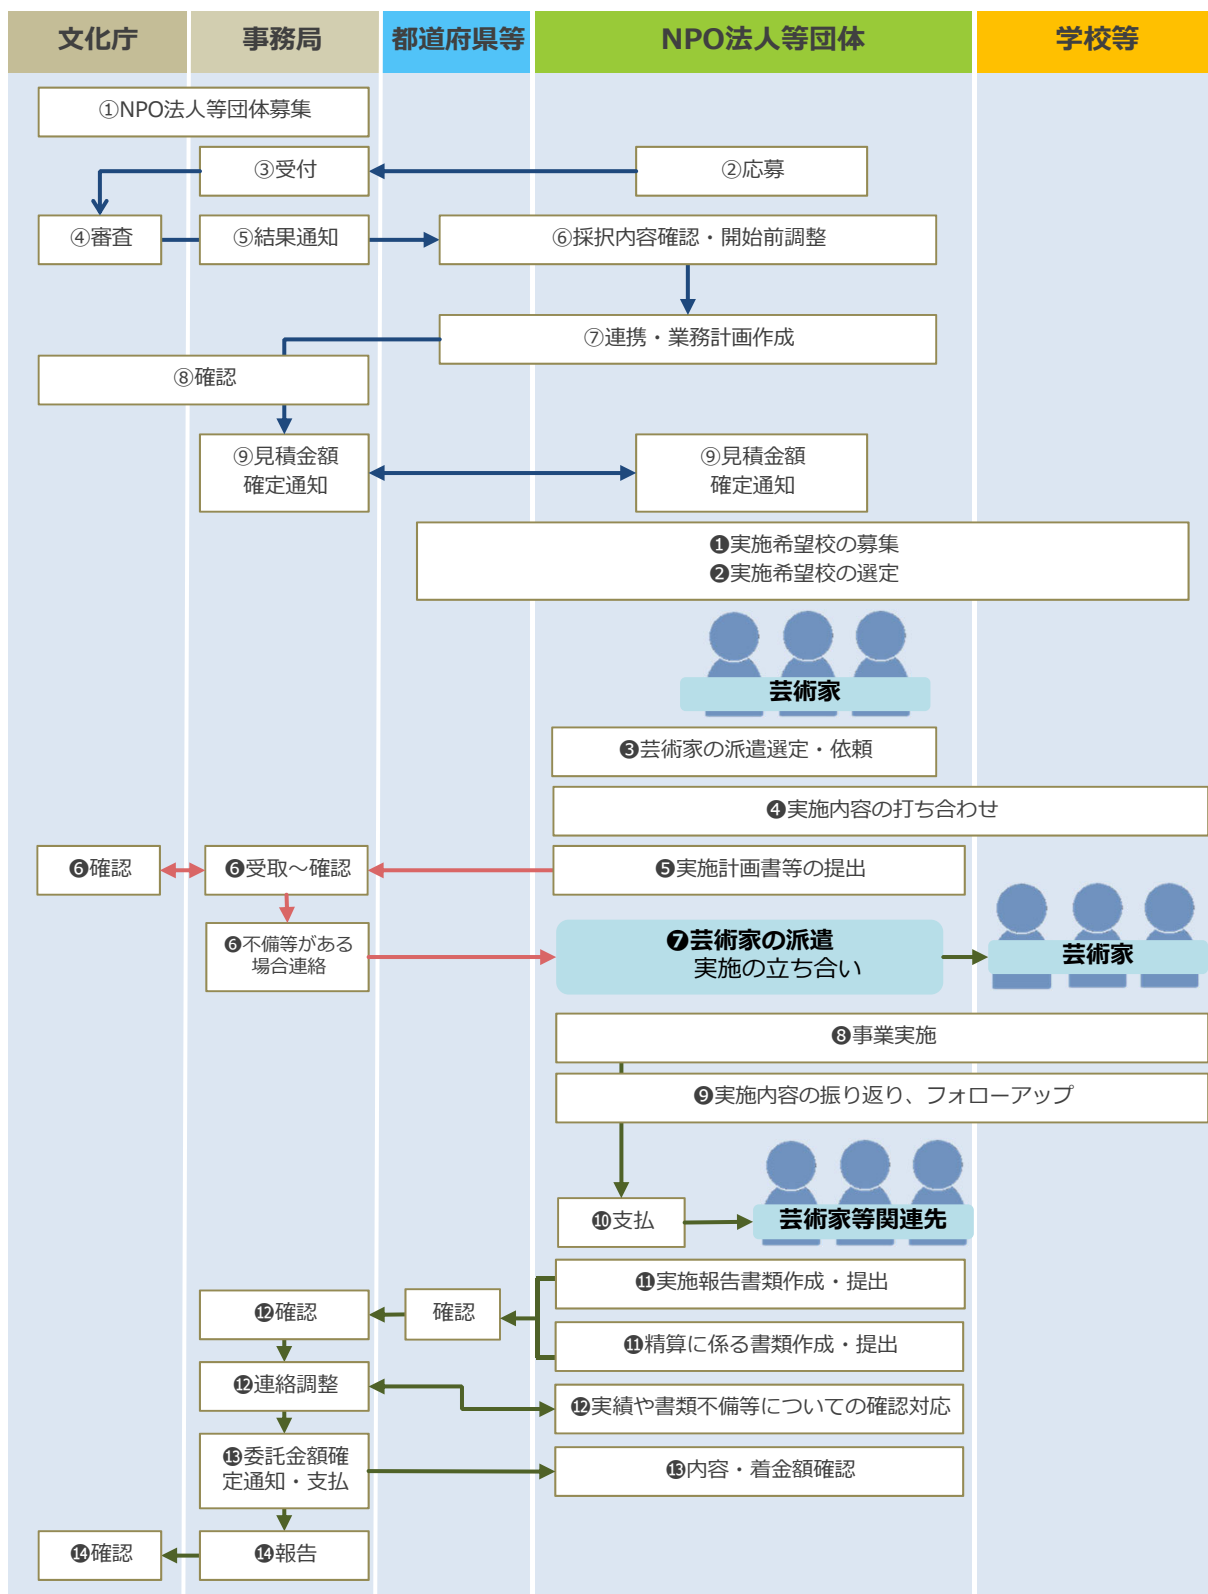 文化庁
事務局
都道府県等
NPO法人等団体
学校等
①NPO法人等団体募集
③受付
②応募
④審査
⑤結果通知
⑥採択内容確認・開始前調整
⑦連携・業務計画作成
⑧確認
⑨見積金額
確定通知
⑨見積金額
確定通知
❶実施希望校の募集
❷実施希望校の選定
芸術家
❸芸術家の派遣選定・依頼
❹実施内容の打ち合わせ
❻確認
❻受取～確認
❺実施計画書等の提出
❻不備等がある
場合連絡
❼芸術家の派遣
実施の立ち合い
芸術家
❽事業実施
❾実施内容の振り返り、フォローアップ
❿支払
芸術家等関連先
⓫実施報告書類作成・提出
⓬確認
確認
⓫精算に係る書類作成・提出
⓬連絡調整
⓬実績や書類不備等についての確認対応
⓭委託金額確
定通知・支払
⓭内容・着金額確認
⓮確認
⓮報告